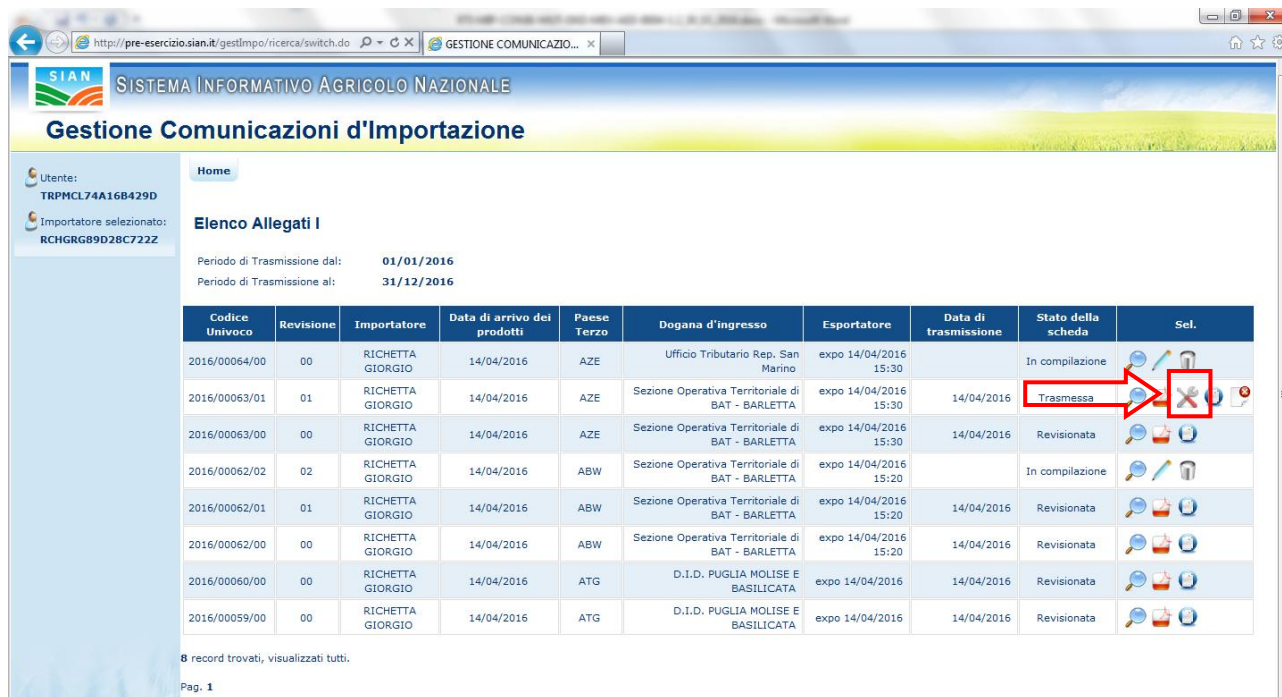 http://pre-esercizio.sian.it/gestImpo/ricerca/switch.do
GESTIONE COMUNICAZIO...
SIAN
SISTEMA INFORMATIVO AGRICOLO NAZIONALE
Gestione Comunicazioni d'Importazione
Utente:
TRPMCL74A16B429D
Importatore selezionato:
RCHGRG89D28C722Z
Home
Elenco Allegati I
Periodo di Trasmissione dal: 01/01/2016
Periodo di Trasmissione al: 31/12/2016
Codice Univoco Revisione Importatore Data di arrivo dei prodotti Paese Terzo Dogana d'ingresso Esportatore Data di trasmissione Stato della scheda Sel.
2016/00064/00 00 RICHETTA GIORGIO 14/04/2016 AZE Ufficio Tributario Rep. San Marino expo 14/04/2016 15:30 In compilazione
2016/00063/01 01 RICHETTA GIORGIO 14/04/2016 AZE Sezione Operativa Territoriale di BAT - BARLETTA expo 14/04/2016 15:30 14/04/2016 Trasmessa
2016/00063/00 00 RICHETTA GIORGIO 14/04/2016 AZE Sezione Operativa Territoriale di BAT - BARLETTA expo 14/04/2016 15:30 14/04/2016 Revisionata
2016/00062/02 02 RICHETTA GIORGIO 14/04/2016 ABW Sezione Operativa Territoriale di BAT - BARLETTA expo 14/04/2016 15:20 In compilazione
2016/00062/01 01 RICHETTA GIORGIO 14/04/2016 ABW Sezione Operativa Territoriale di BAT - BARLETTA expo 14/04/2016 15:20 14/04/2016 Revisionata
2016/00062/00 00 RICHETTA GIORGIO 14/04/2016 ABW Sezione Operativa Territoriale di BAT - BARLETTA expo 14/04/2016 15:20 14/04/2016 Revisionata
2016/00060/00 00 RICHETTA GIORGIO 14/04/2016 ATG D.I.D. PUGLIA MOLISE E BASILICATA expo 14/04/2016 14/04/2016 Revisionata
2016/00059/00 00 RICHETTA GIORGIO 14/04/2016 ATG D.I.D. PUGLIA MOLISE E BASILICATA expo 14/04/2016 14/04/2016 Revisionata
8 record trovati, visualizzati tutti.
Pag. 1